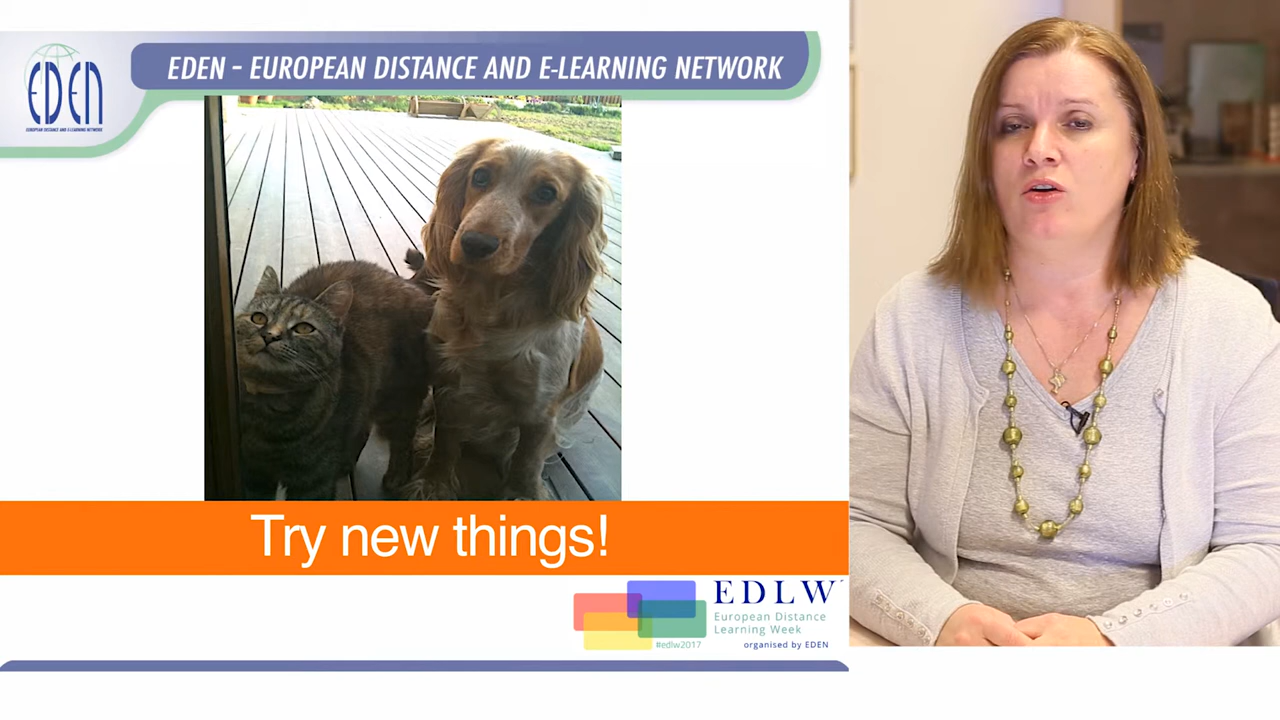 EDEN - EUROPEAN DISTANCE AND E-LEARNING NETWORK
EDEN
EUROPEAN DISTANCE AND E-LEARNING NETWORK
Try new things!
EDLW
European Distance
Learning Week
#edlw2017
organised by EDEN